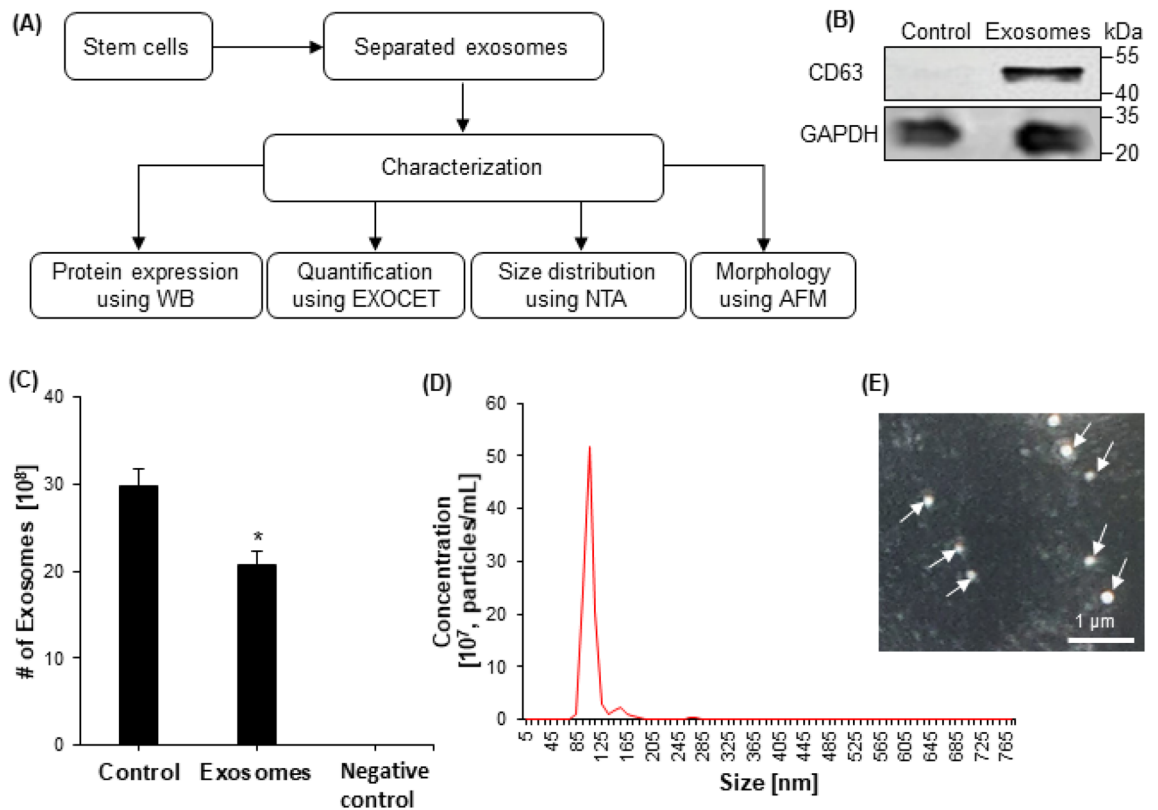 (A)
Stem cells
Separated exosomes
Characterization
Protein expression
using WB
Quantification
using EXOCET
Size distribution
using NTA
Morphology
using AFM
(B)
Control Exosomes kDa
CD63
55
40
GAPDH
35
20
(C)
# of Exosomes [10⁸]
40
30
20
10
0
*
Control
Exosomes
Negative
control
(D)
Concentration
[10⁷, particles/mL]
60
50
40
30
20
10
0
5 45 85 125 165 205 245 285 325 365 405 445 485 525 565 605 645 685 725 765
Size [nm]
(E)
1 µm